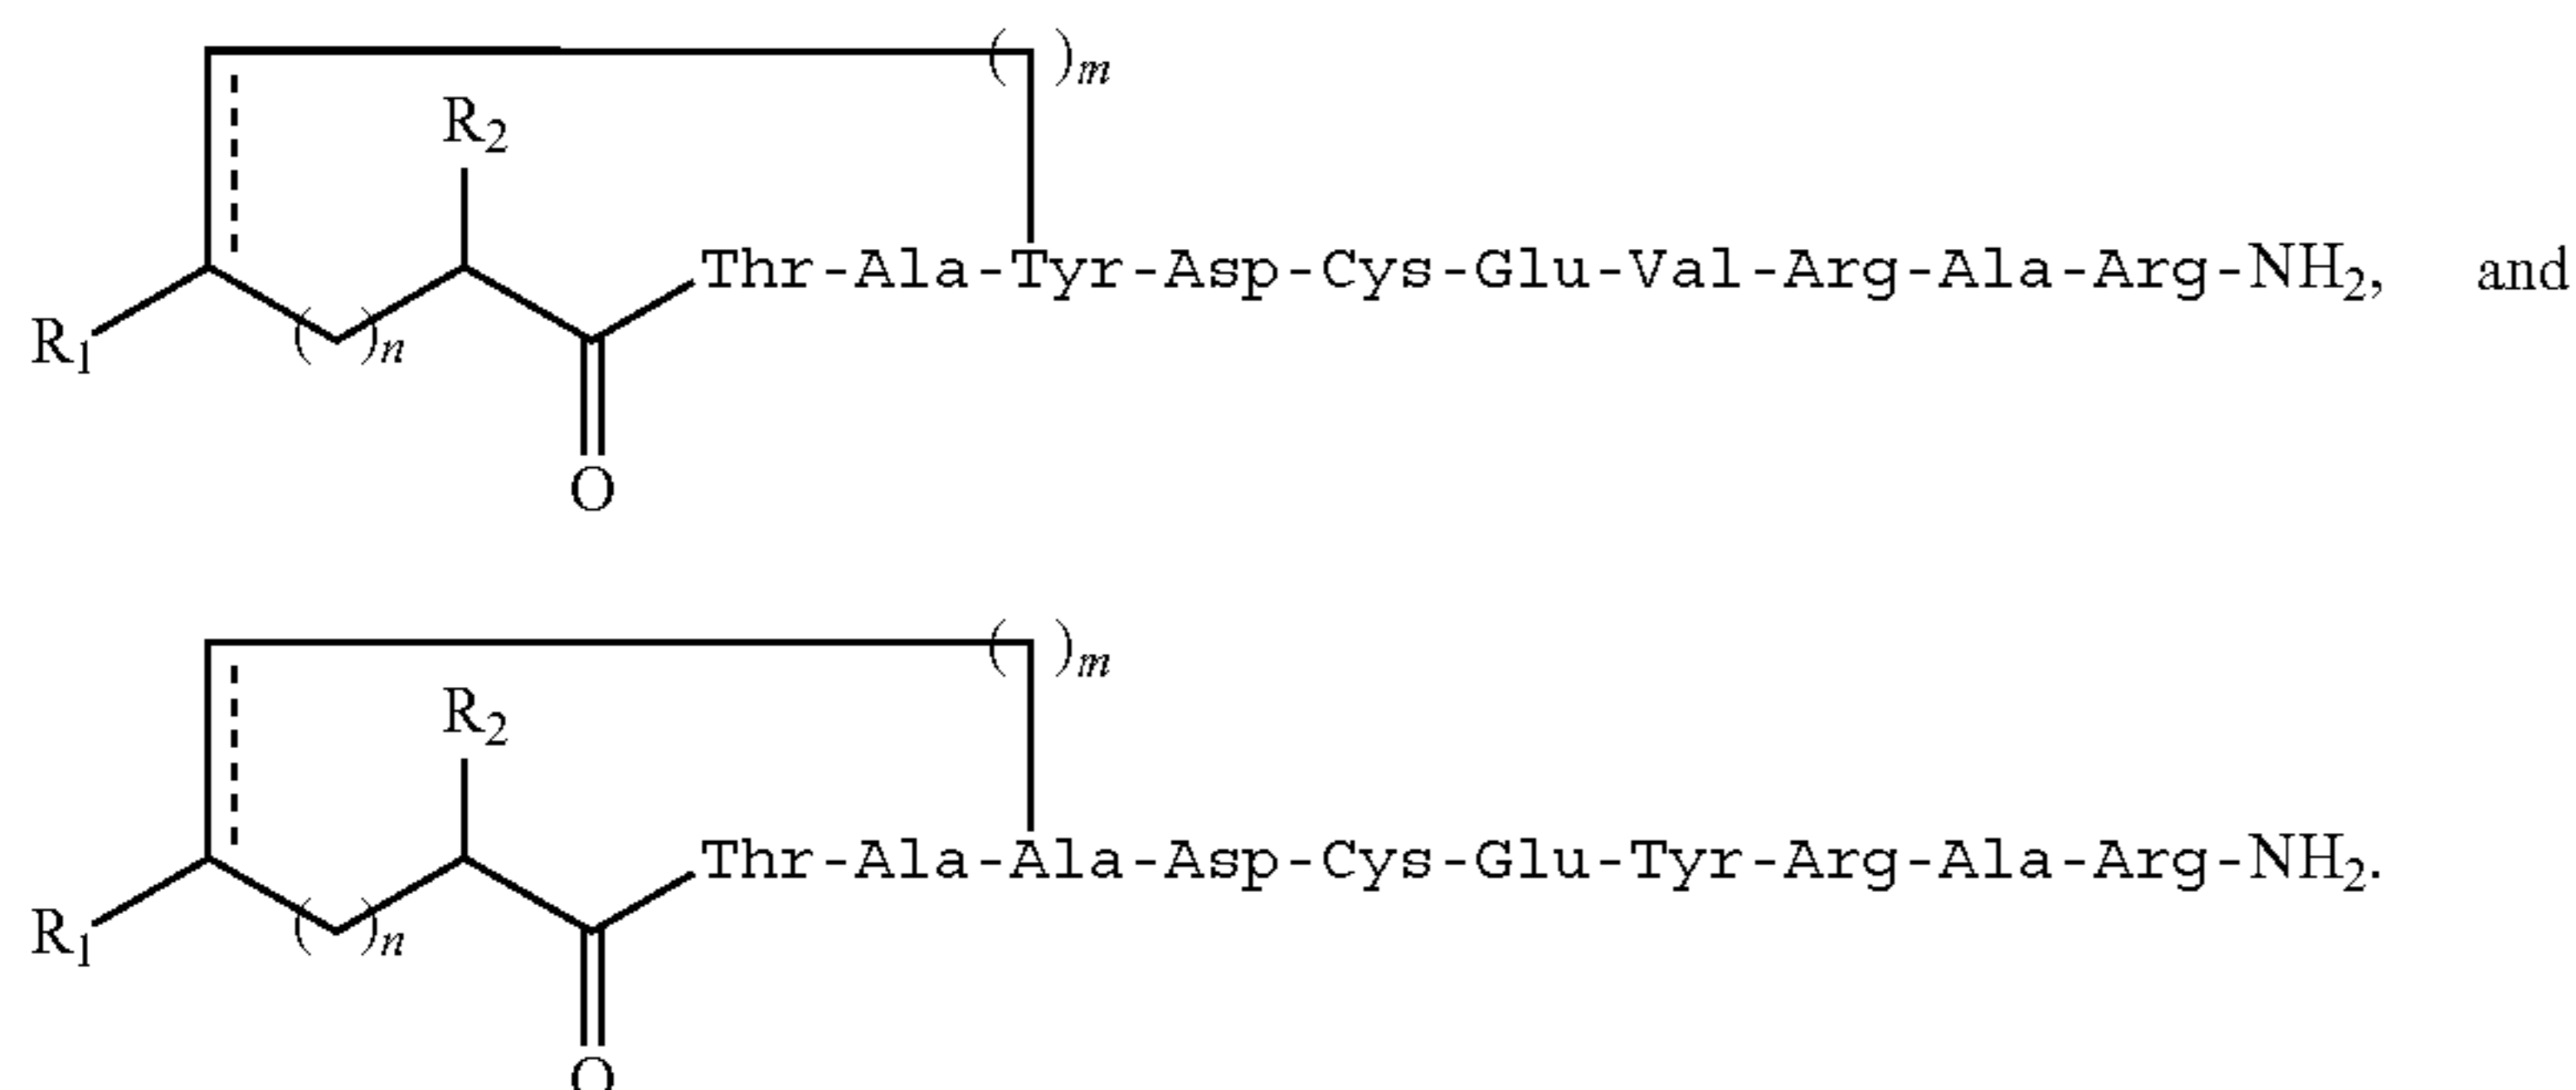 ( )m
R2
Thr-Ala-Tyr-Asp-Cys-Glu-Val-Arg-Ala-Arg-NH2, and
R1 ( )n
O
( )m
R2
Thr-Ala-Ala-Asp-Cys-Glu-Tyr-Arg-Ala-Arg-NH2.
R1 ( )n
O